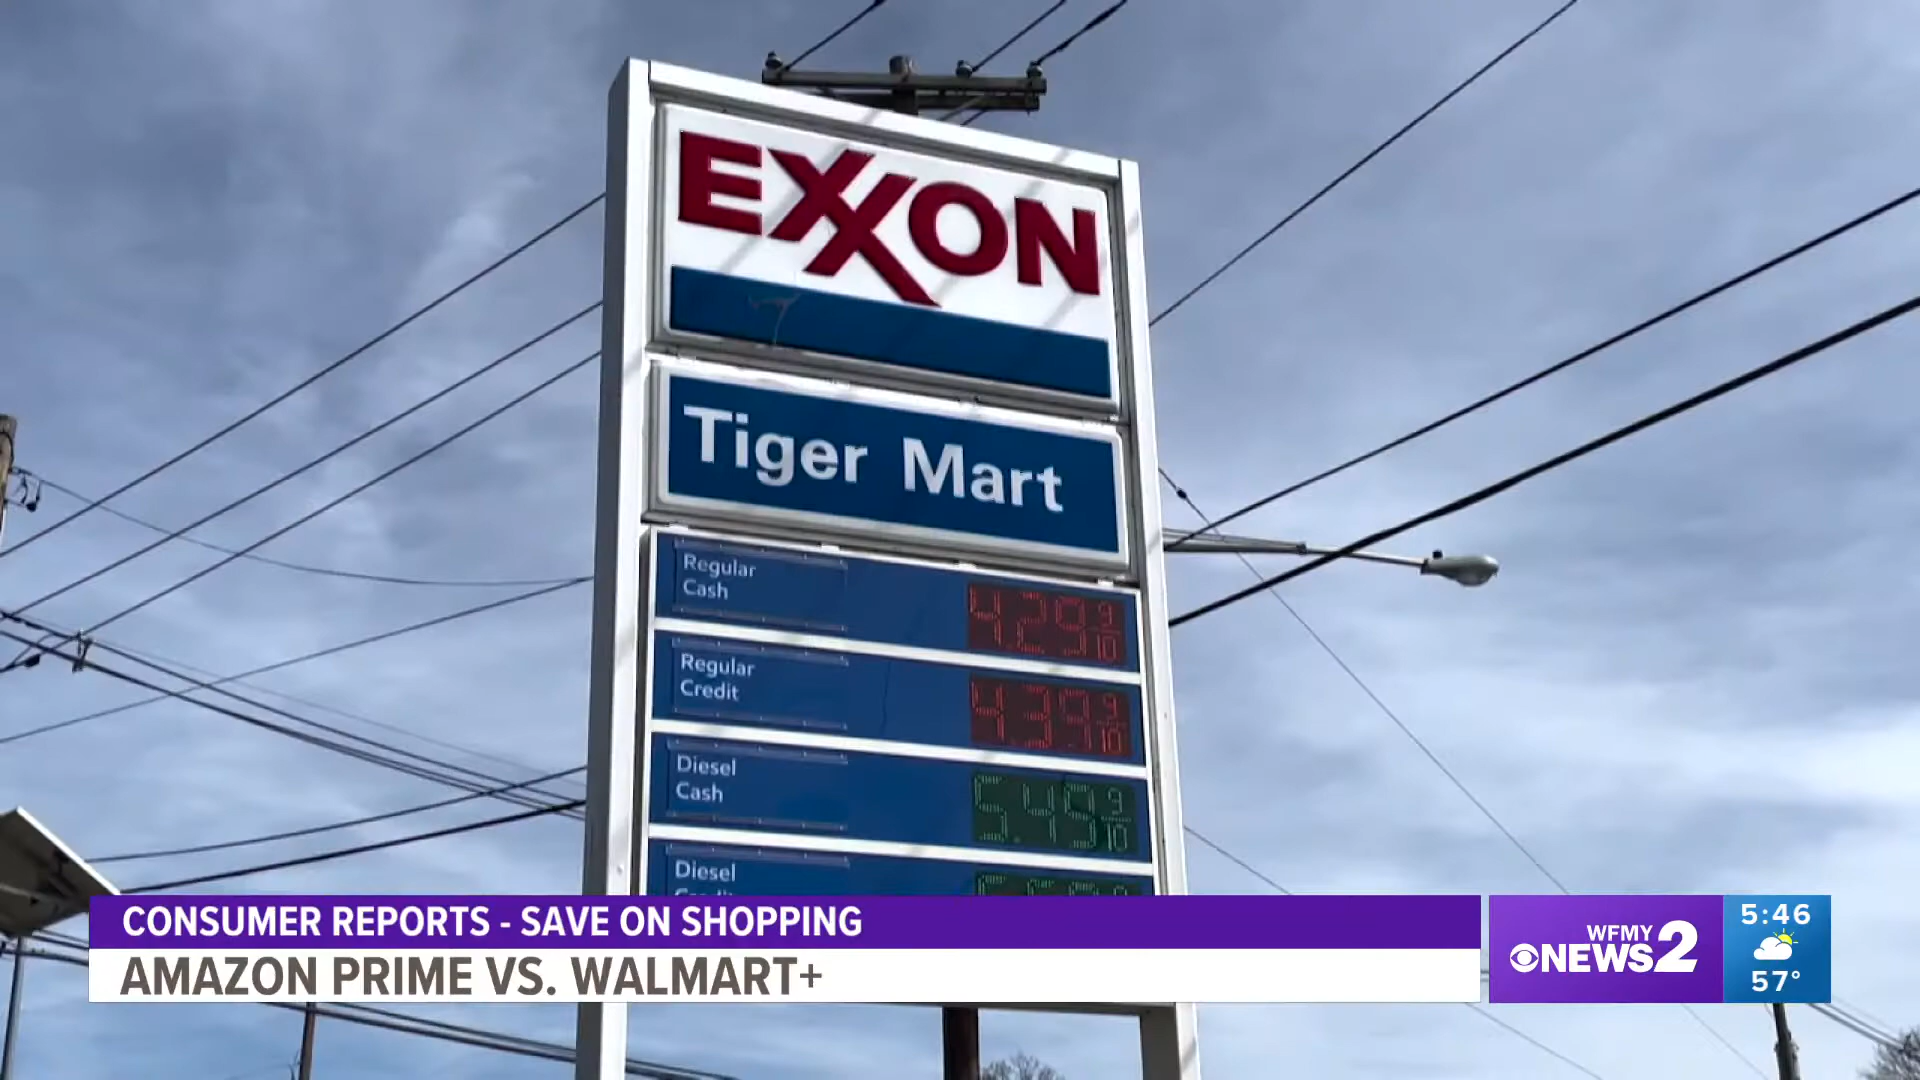 EXXON
Tiger Mart
Regular
Cash
4.29 9/10
Regular
Credit
4.39 9/10
Diesel
Cash
5.49 9/10
Diesel
CONSUMER REPORTS - SAVE ON SHOPPING
AMAZON PRIME VS. WALMART+
WFMY
NEWS 2
5:46
57°